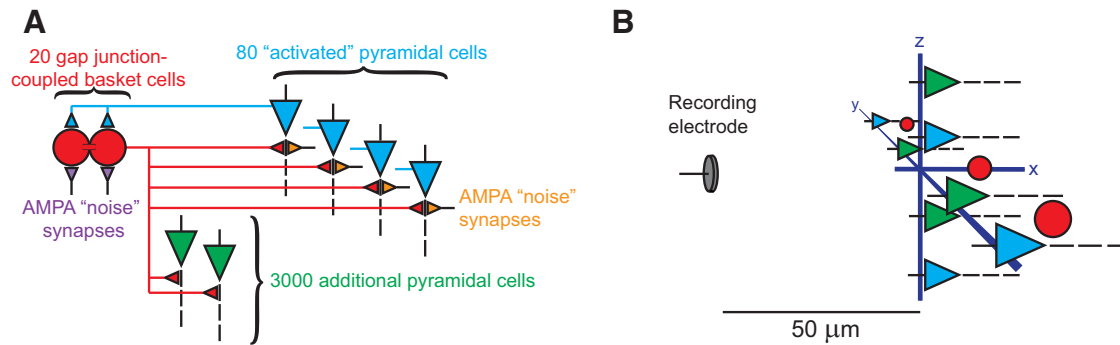 A
20 gap junction-
coupled basket cells
80 “activated” pyramidal cells
AMPA “noise”
synapses
AMPA “noise”
synapses
3000 additional pyramidal cells
B
Recording
electrode
z
y
x
50 μm